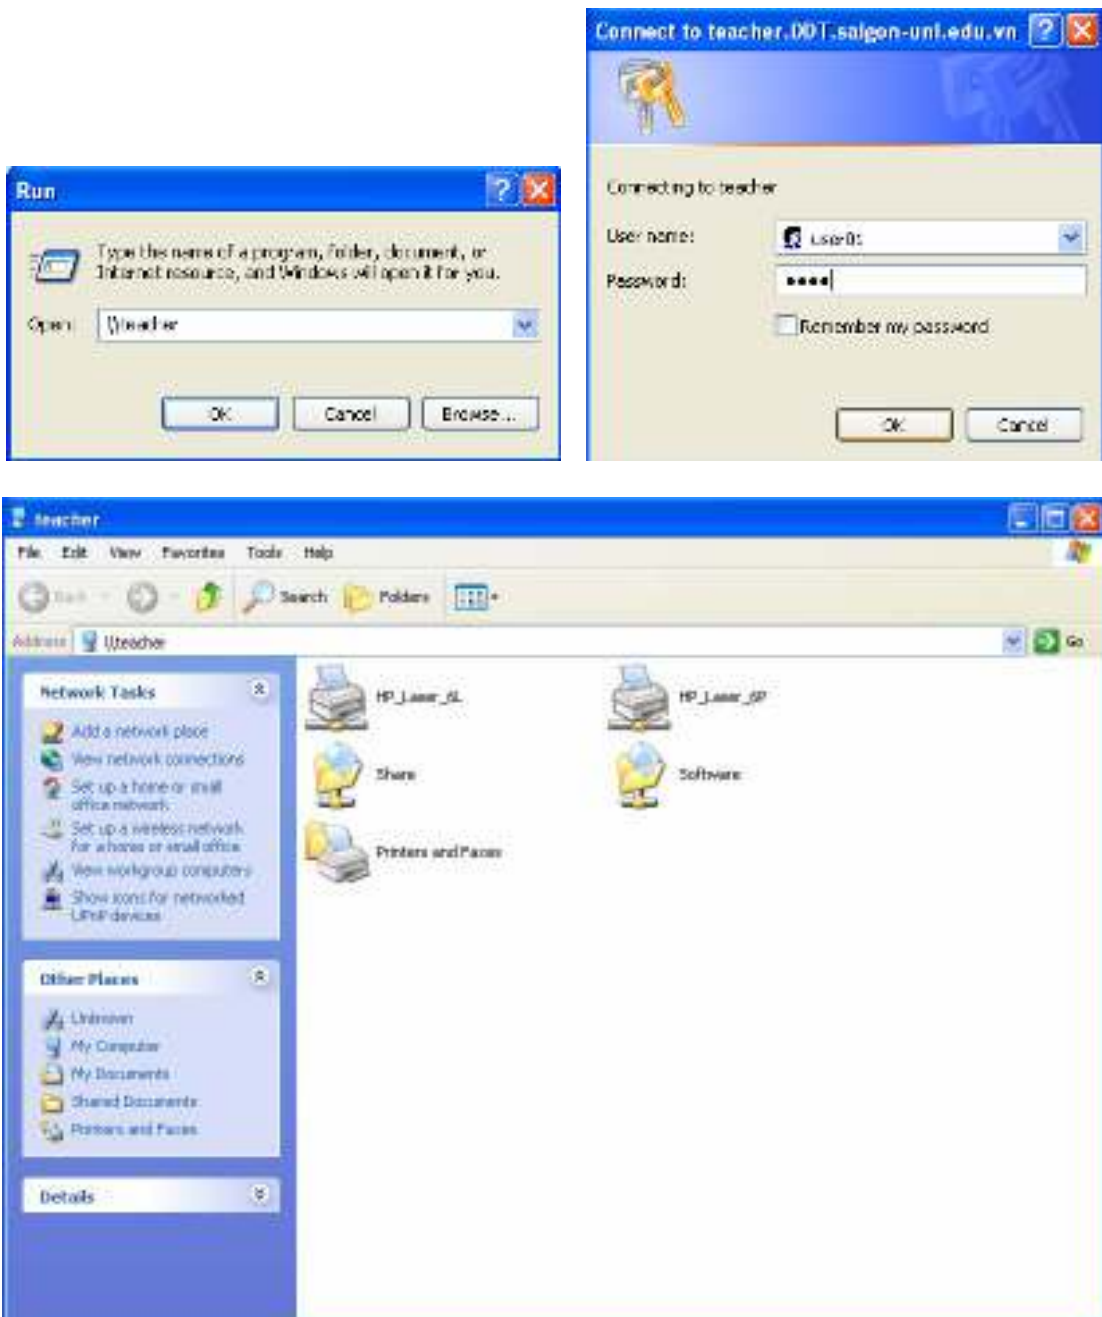 Run
Type the name of a program, folder, document, or
Internet resource, and Windows will open it for you.
Open:
\\teacher
OK
Cancel
Browse...
Connect to teacher.DDT.saigon-uni.edu.vn
Connecting to teacher
User name:
user01
Password:
Remember my password
OK
Cancel
teacher
File Edit View Favorites Tools Help
Back
Search
Folders
Address
\\teacher
Go
Network Tasks
Add a network place
View network connections
Set up a home or small
office network
Set up a wireless network
for a home or small office
View workgroup computers
Show icons for networked
UPnP devices
Other Places
Unknown
My Computer
My Documents
Shared Documents
Printers and Faxes
Details
HP_Laser_6L
HP_Laser_6P
Share
Software
Printers and Faxes